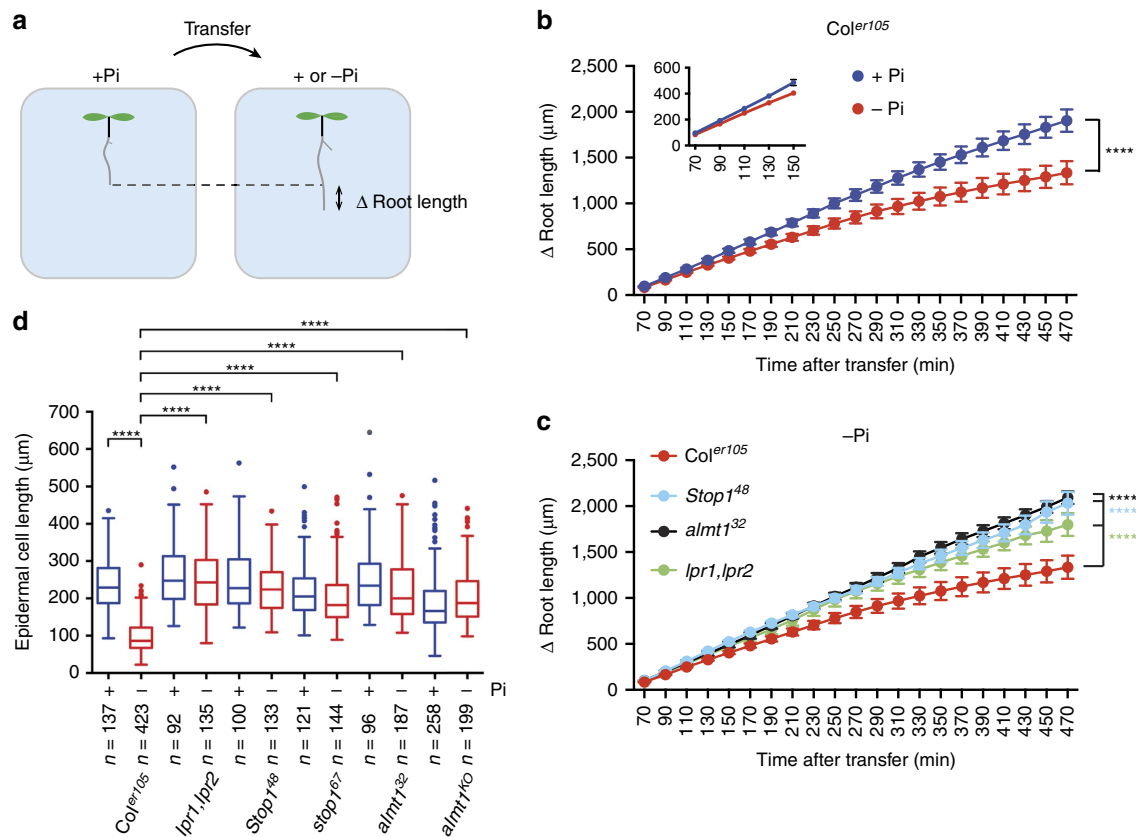 a
Transfer
+Pi
+ or –Pi
Δ Root length
b
Col^er105
Δ Root length (μm)
2,500
2,000
1,500
1,000
500
0
600
400
200
0
70 90 110 130 150
+ Pi
– Pi
****
70 90 110 130 150 170 190 210 230 250 270 290 310 330 350 370 390 410 430 450 470
Time after transfer (min)
d
****
****
****
****
****
****
Epidermal cell length (μm)
700
600
500
400
300
200
100
0
+ – + – + – + – + – + – Pi
n = 137 n = 423 n = 92 n = 135 n = 100 n = 133 n = 121 n = 144 n = 96 n = 187 n = 258 n = 199
Col^er105 lpr1,lpr2 Stop1^48 stop1^67 almt1^32 almt1^KO
c
–Pi
Δ Root length (μm)
2,500
2,000
1,500
1,000
500
0
Col^er105
Stop1^48
almt1^32
lpr1,lpr2
****
****
****
70 90 110 130 150 170 190 210 230 250 270 290 310 330 350 370 390 410 430 450 470
Time after transfer (min)